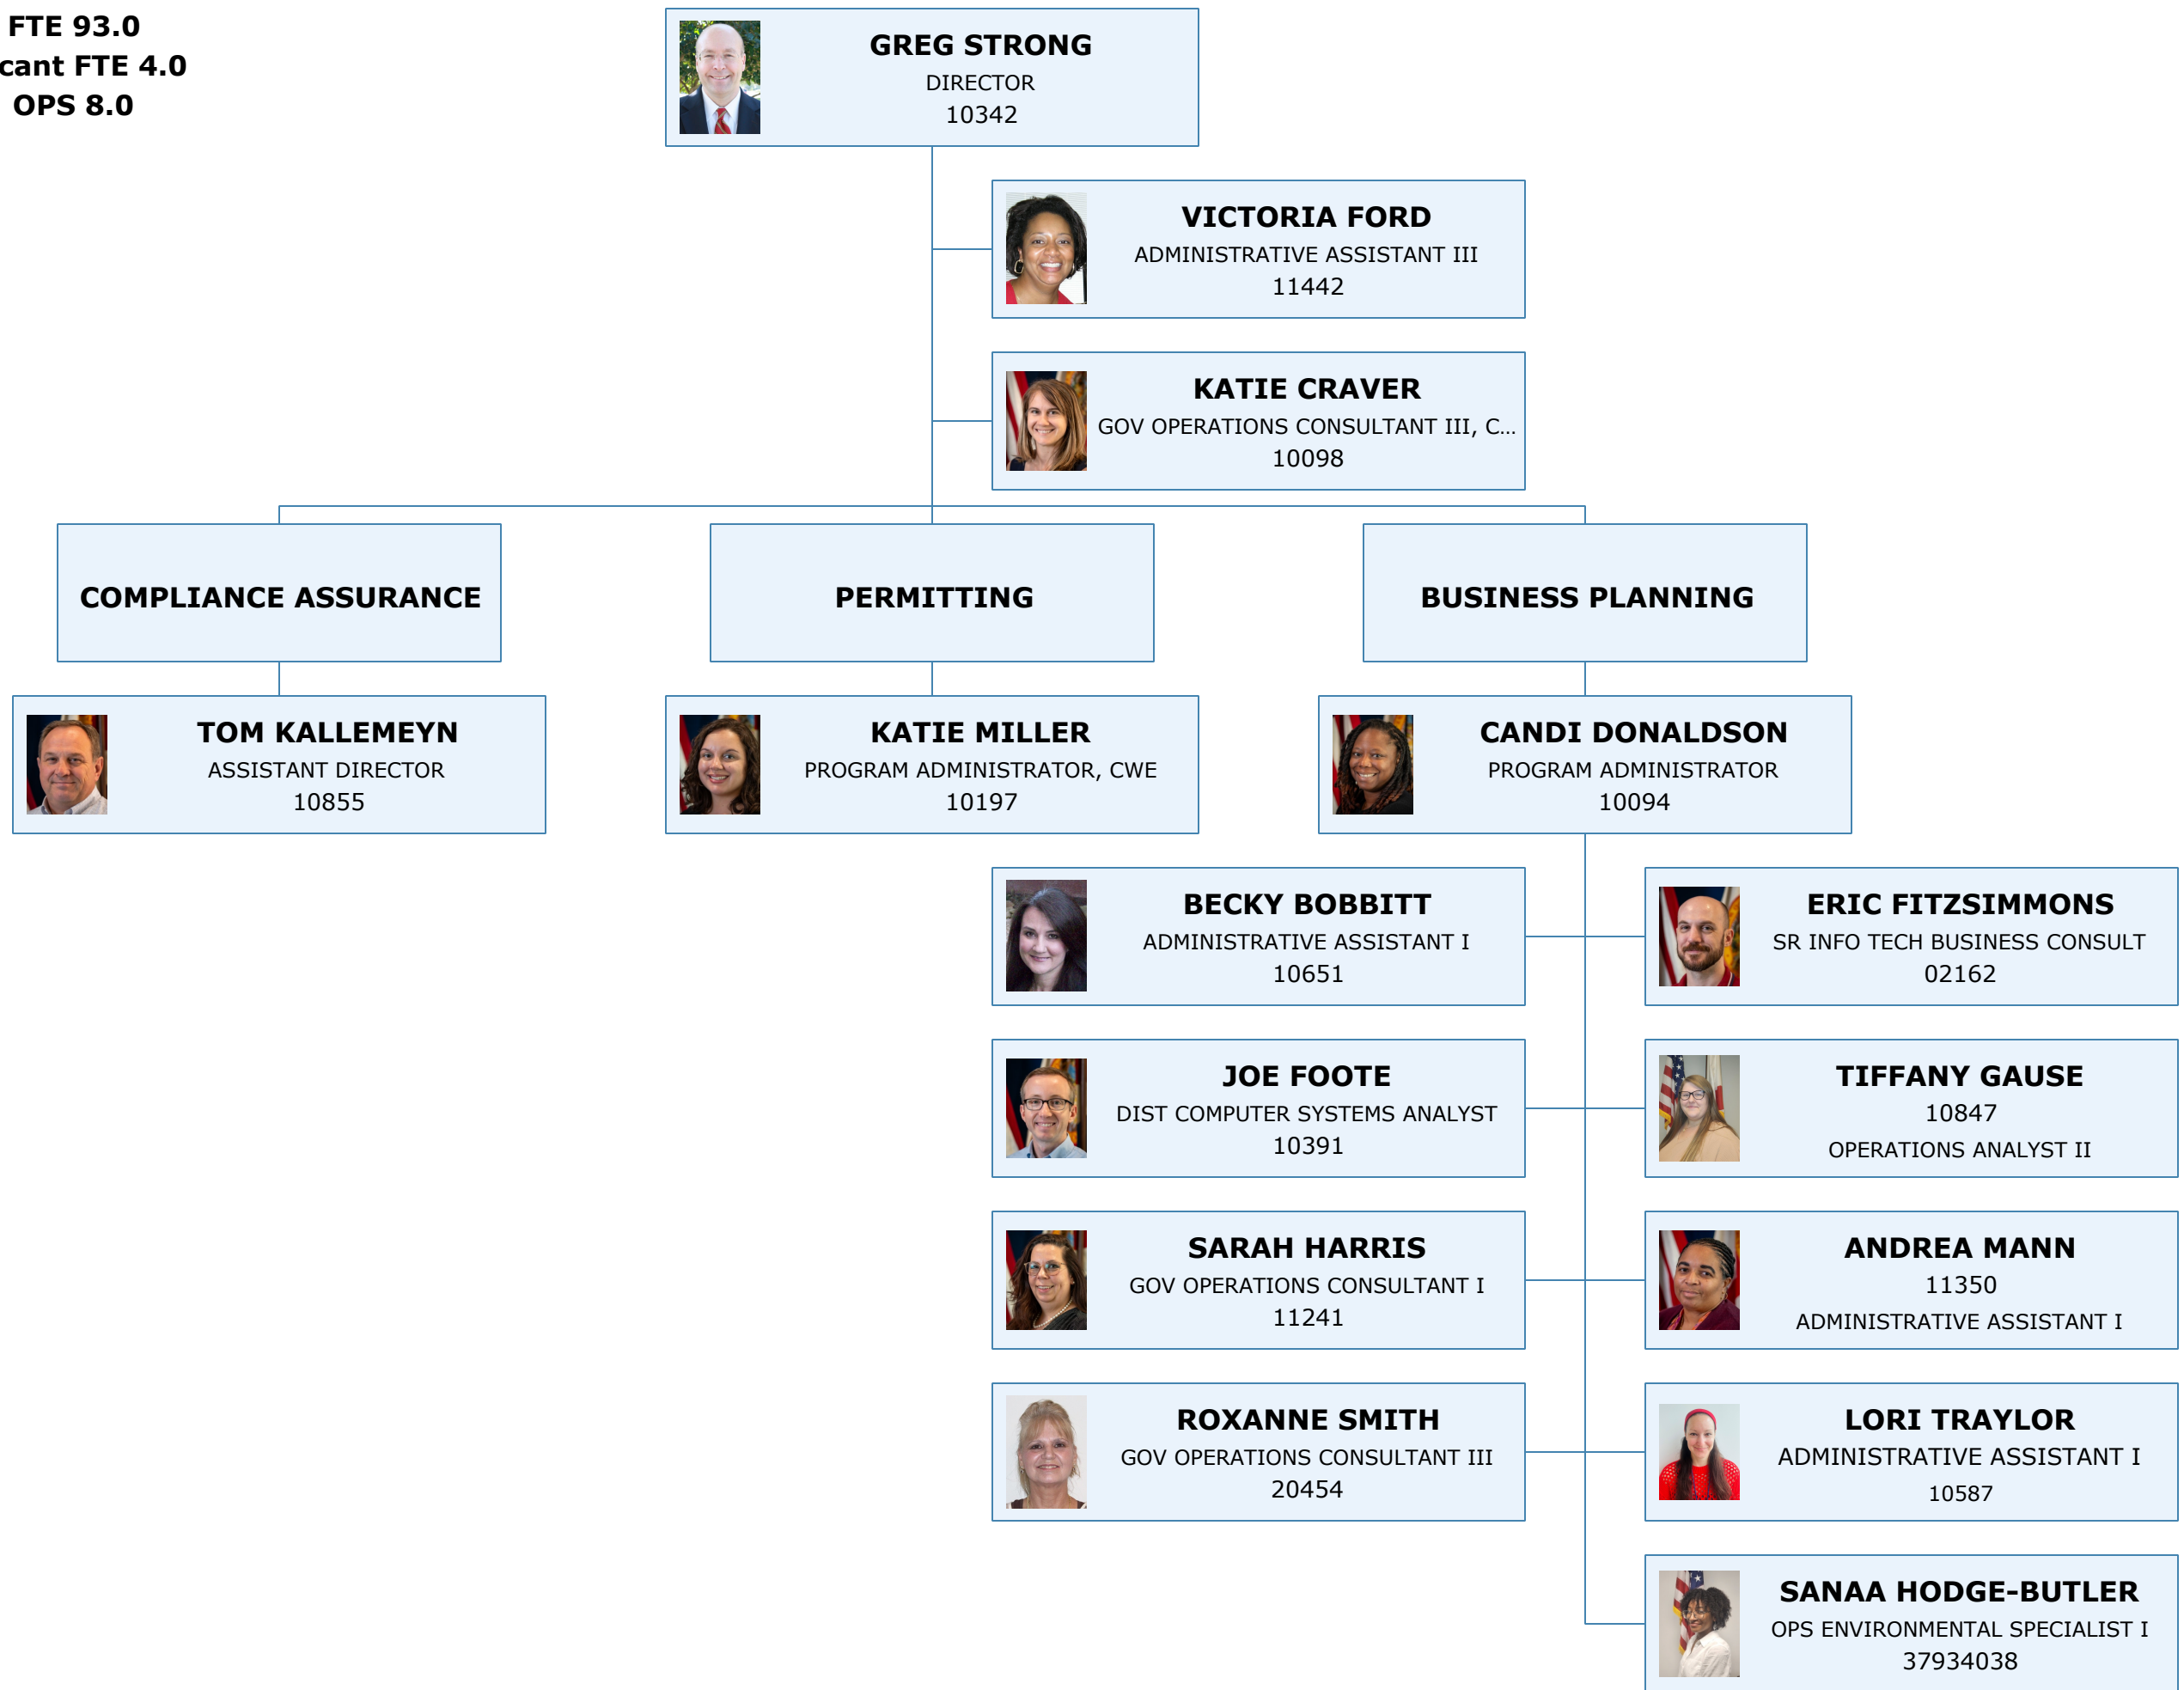 FTE 93.0
cant FTE 4.0
OPS 8.0
GREG STRONG
DIRECTOR
10342
VICTORIA FORD
ADMINISTRATIVE ASSISTANT III
11442
KATIE CRAVER
GOV OPERATIONS CONSULTANT III, C...
10098
COMPLIANCE ASSURANCE
PERMITTING
BUSINESS PLANNING
TOM KALLEMEYN
ASSISTANT DIRECTOR
10855
KATIE MILLER
PROGRAM ADMINISTRATOR, CWE
10197
CANDI DONALDSON
PROGRAM ADMINISTRATOR
10094
BECKY BOBBITT
ADMINISTRATIVE ASSISTANT I
10651
ERIC FITZSIMMONS
SR INFO TECH BUSINESS CONSULT
02162
JOE FOOTE
DIST COMPUTER SYSTEMS ANALYST
10391
TIFFANY GAUSE
10847
OPERATIONS ANALYST II
SARAH HARRIS
GOV OPERATIONS CONSULTANT I
11241
ANDREA MANN
11350
ADMINISTRATIVE ASSISTANT I
ROXANNE SMITH
GOV OPERATIONS CONSULTANT III
20454
LORI TRAYLOR
ADMINISTRATIVE ASSISTANT I
10587
SANAA HODGE-BUTLER
OPS ENVIRONMENTAL SPECIALIST I
37934038